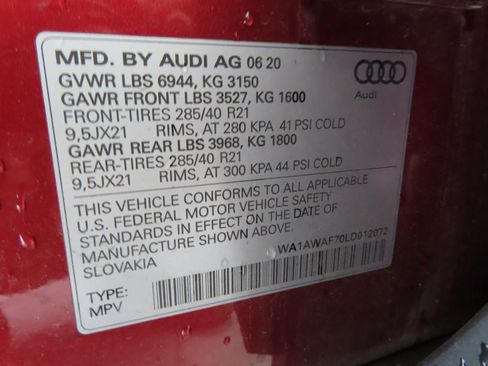 MFD. BY AUDI AG 06 20
GVWR LBS 6944, KG 3150
GAWR FRONT LBS 3527, KG 1600
FRONT-TIRES 285/40 R21
9,5JX21 RIMS, AT 280 KPA 41 PSI COLD
GAWR REAR LBS 3968, KG 1800
REAR-TIRES 285/40 R21
9,5JX21 RIMS, AT 300 KPA 44 PSI COLD
Audi
THIS VEHICLE CONFORMS TO ALL APPLICABLE
U.S. FEDERAL MOTOR VEHICLE SAFETY
STANDARDS IN EFFECT ON THE DATE OF
MANUFACTURE SHOWN ABOVE.
SLOVAKIA
WA1AWAF70LD012072
TYPE:
MPV